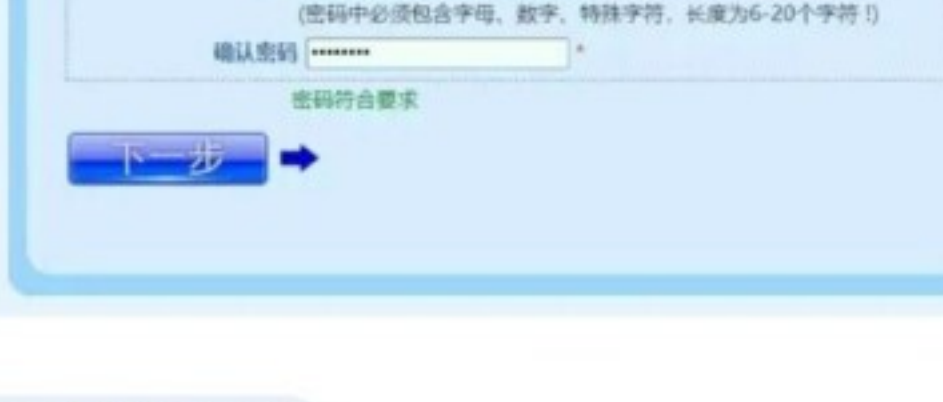 (密码中必须包含字母、数字、特殊字符，长度为6-20个字符！)
确认密码 •••••••• *
密码符合要求
下一步